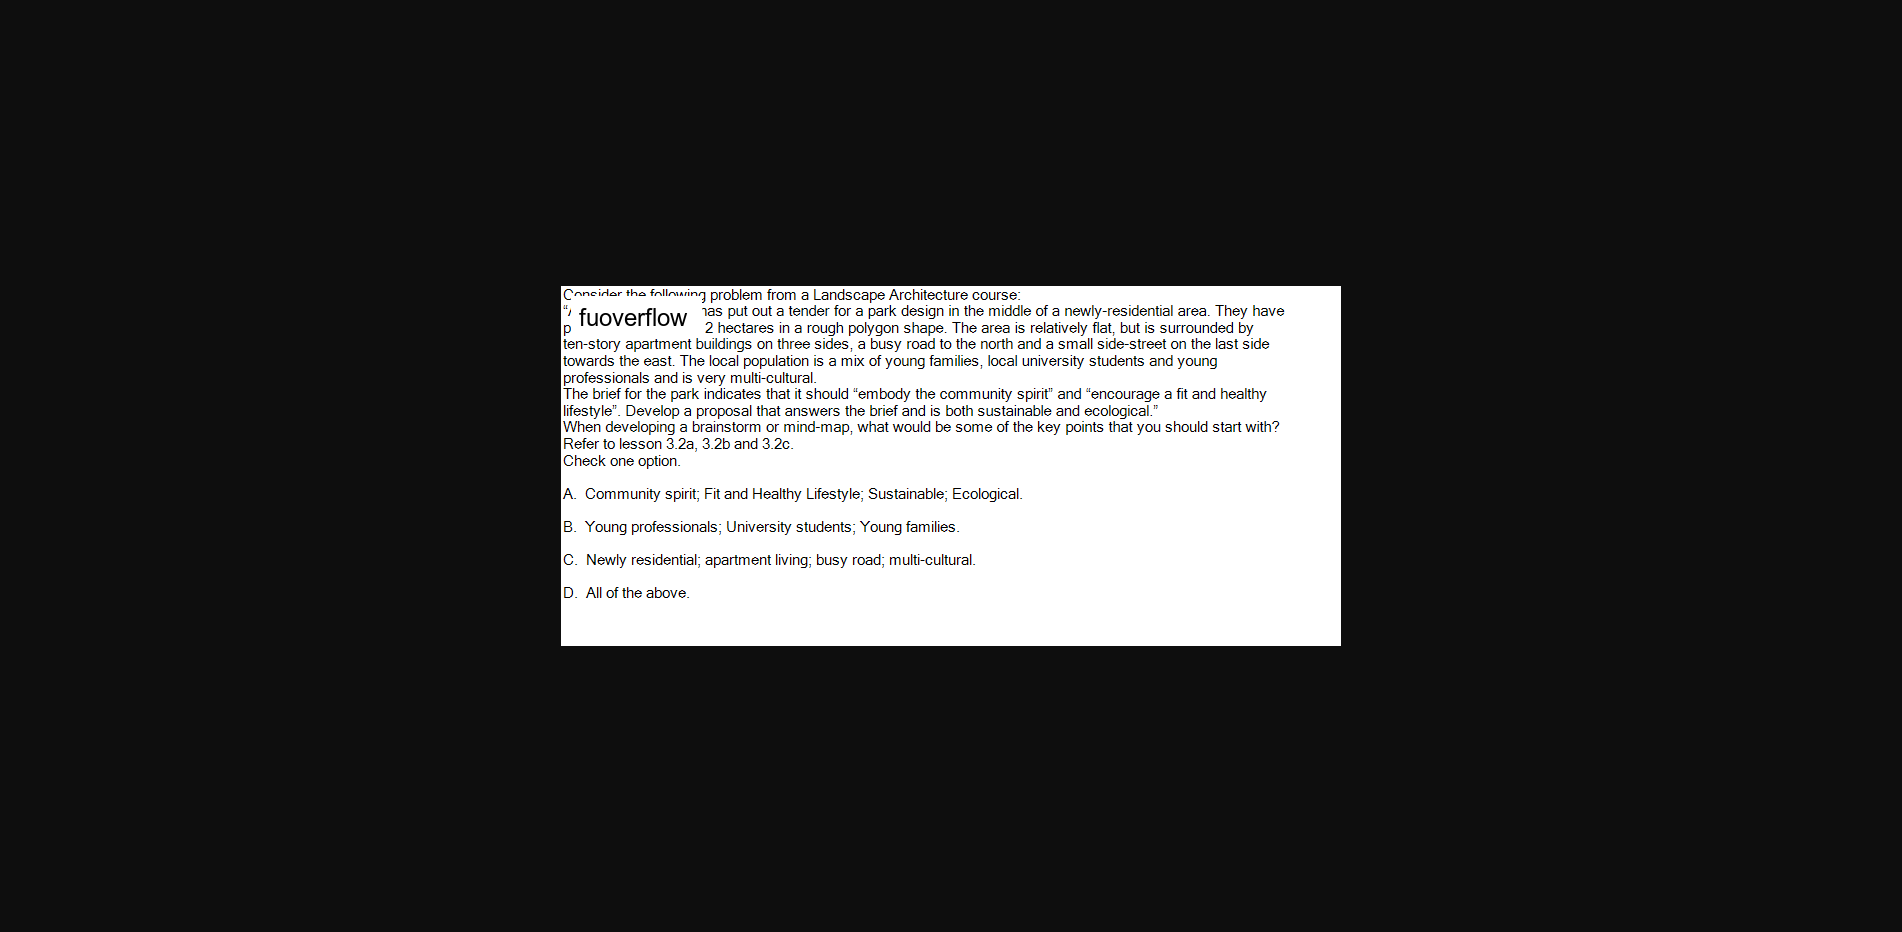 Consider the following problem from a Landscape Architecture course:
has put out a tender for a park design in the middle of a newly-residential area. They have
fuoverflow
2 hectares in a rough polygon shape. The area is relatively flat, but is surrounded by
ten-story apartment buildings on three sides, a busy road to the north and a small side-street on the last side
towards the east. The local population is a mix of young families, local university students and young
professionals and is very multi-cultural.
The brief for the park indicates that it should “embody the community spirit” and “encourage a fit and healthy
lifestyle”. Develop a proposal that answers the brief and is both sustainable and ecological.”
When developing a brainstorm or mind-map, what would be some of the key points that you should start with?
Refer to lesson 3.2a, 3.2b and 3.2c.
Check one option.
A. Community spirit; Fit and Healthy Lifestyle; Sustainable; Ecological.
B. Young professionals; University students; Young families.
C. Newly residential; apartment living; busy road; multi-cultural.
D. All of the above.